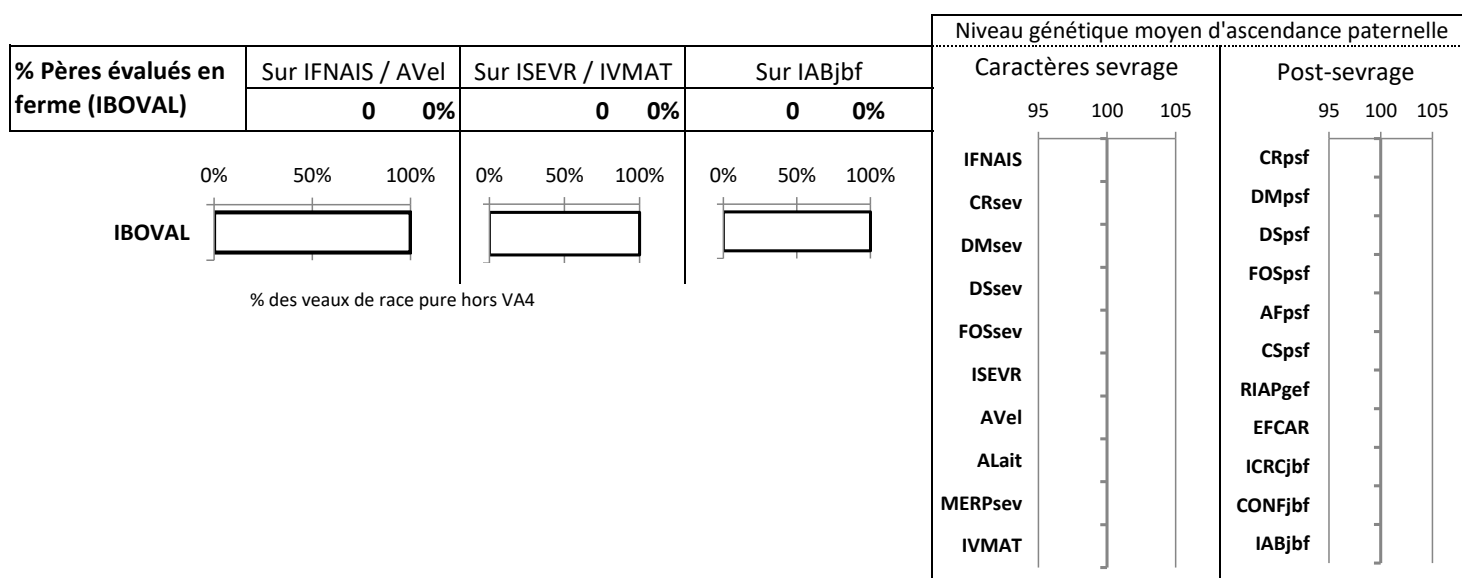 Niveau génétique moyen d'ascendance paternelle
% Pères évalués en ferme (IBOVAL)
Sur IFNAIS / AVel
Sur ISEVR / IVMAT
Sur IABjbf
0 0%
0 0%
0 0%
0% 50% 100%
0% 50% 100%
0% 50% 100%
IBOVAL
% des veaux de race pure hors VA4
Caractères sevrage
95 100 105
IFNAIS
CRsev
DMsev
DSsev
FOSsev
ISEVR
AVel
ALait
MERPsev
IVMAT
Post-sevrage
95 100 105
CRpsf
DMpsf
DSpsf
FOSpsf
AFpsf
CSpsf
RIAPgef
EFCAR
ICRCjbf
CONFjbf
IABjbf